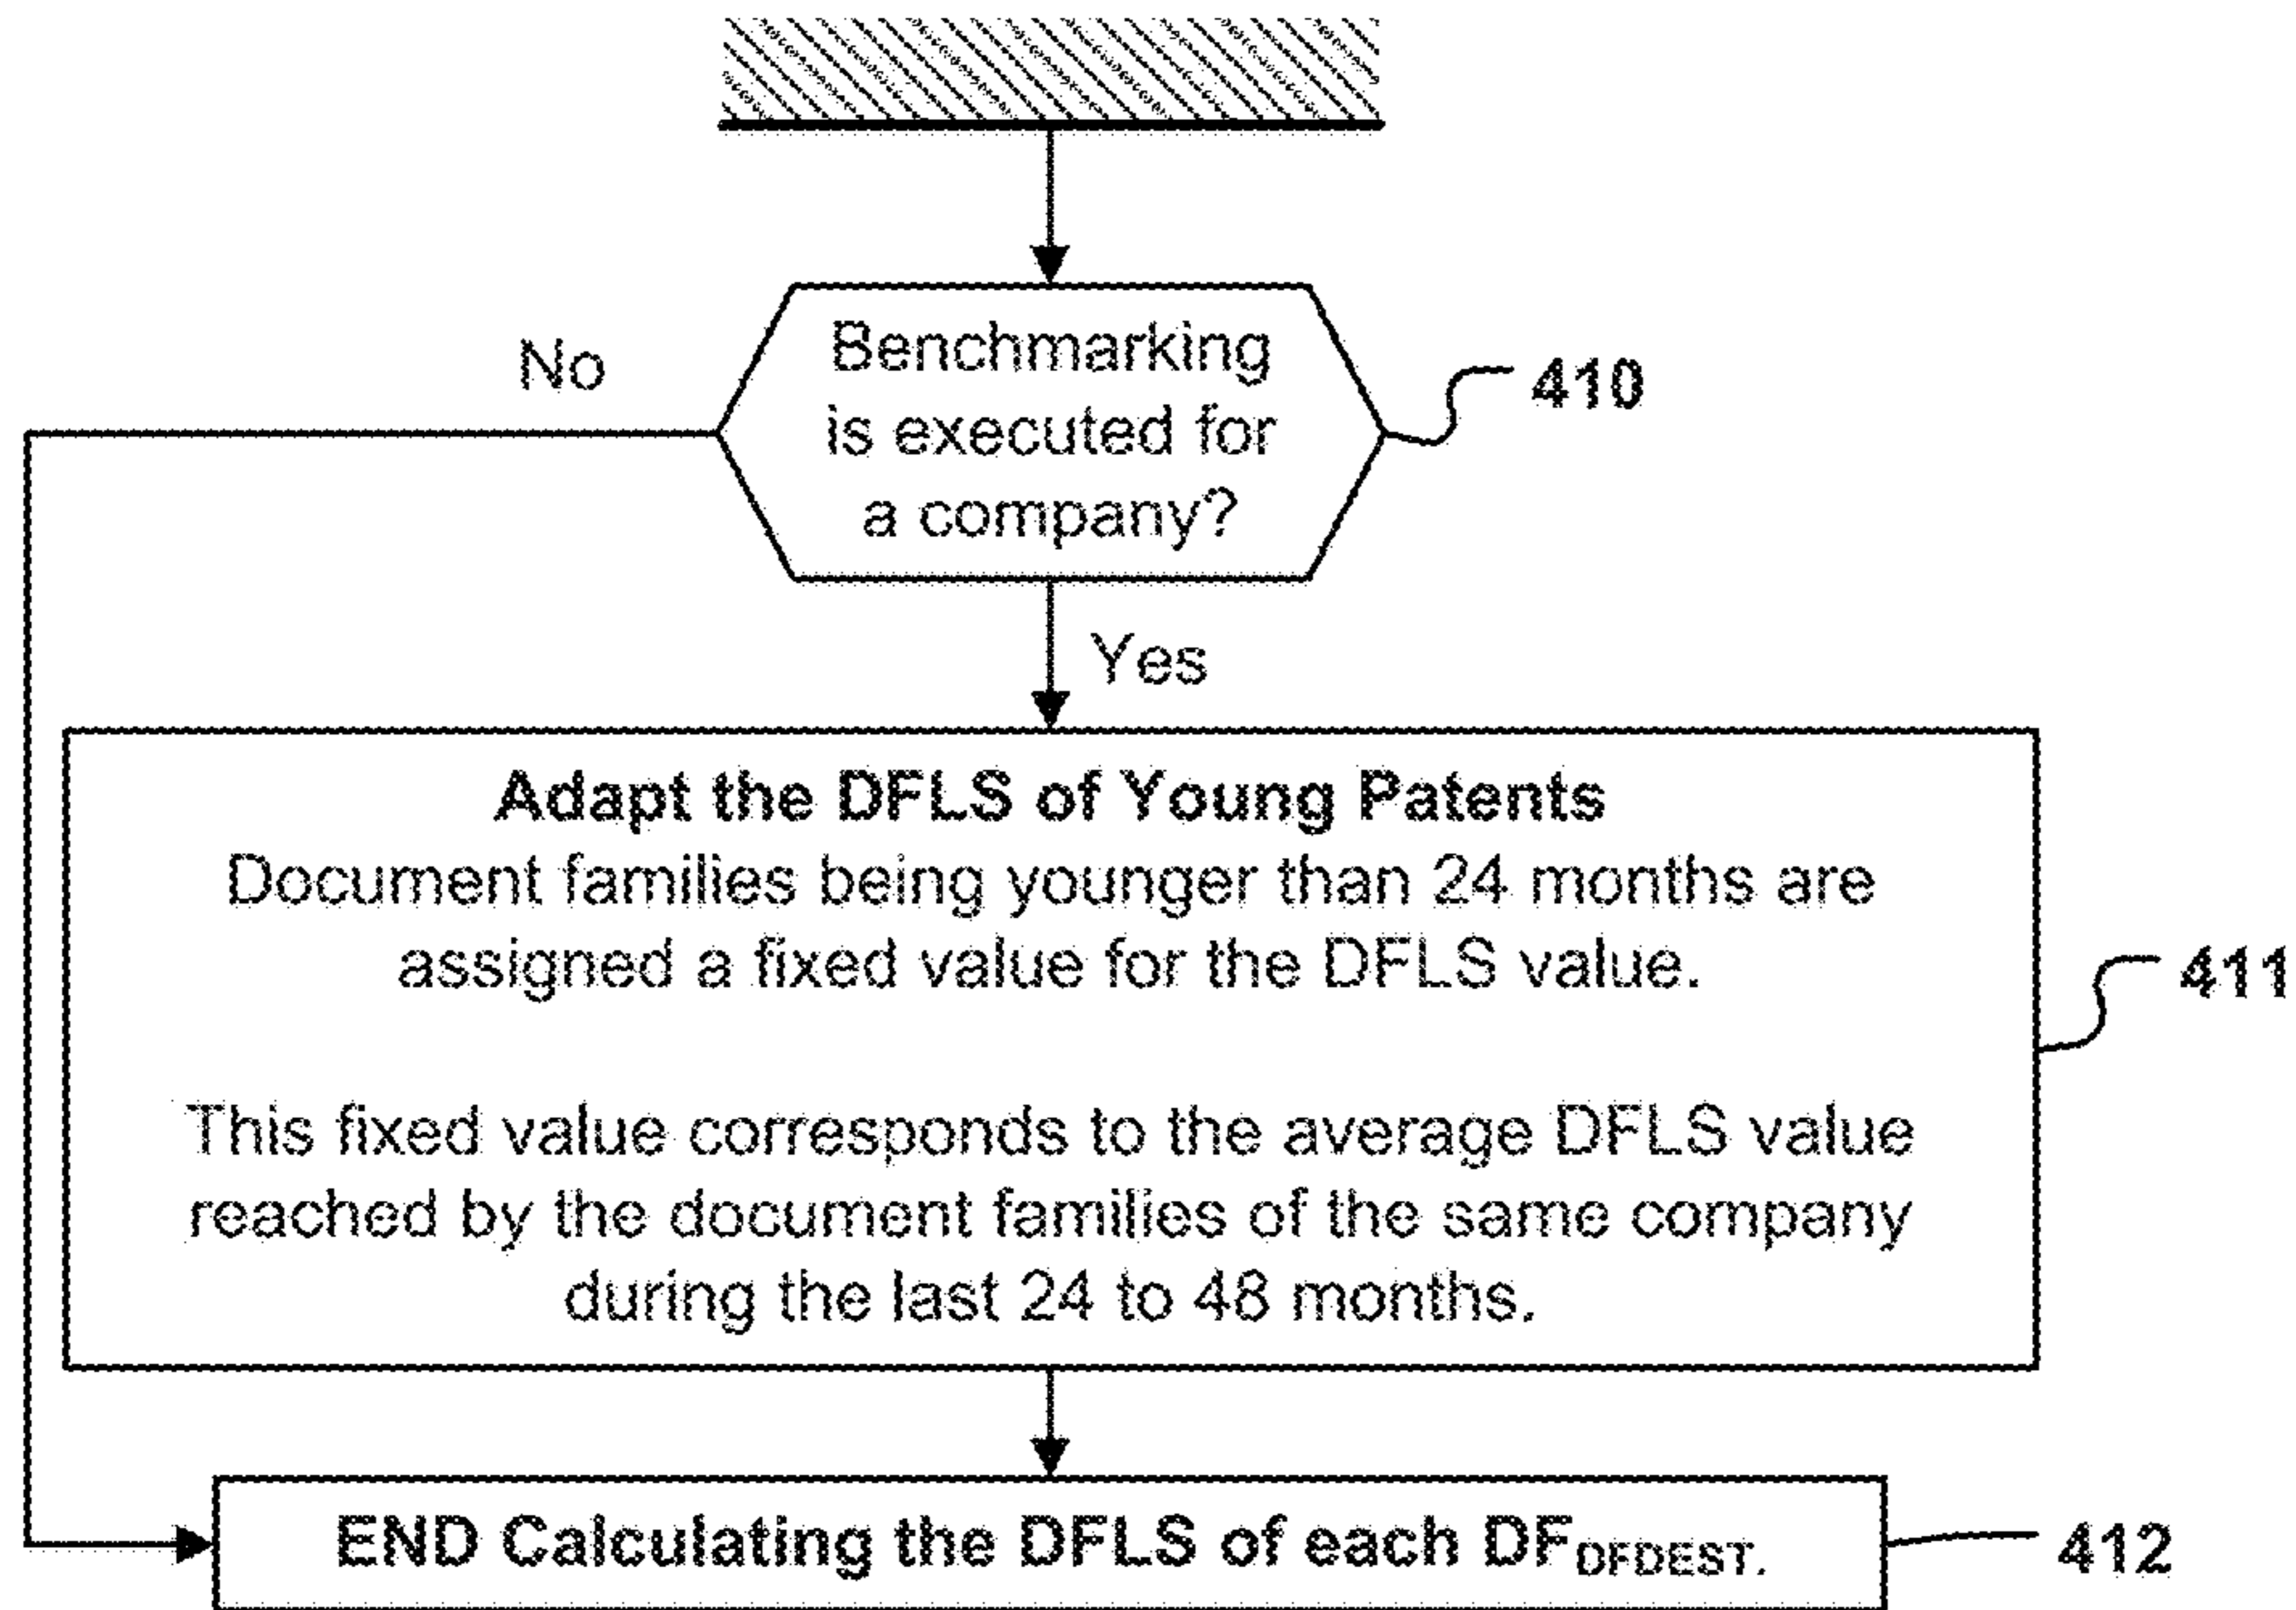 Benchmarking
is executed for
a company?
No
410
Yes
Adapt the DFLS of Young Patents
Document families being younger than 24 months are
assigned a fixed value for the DFLS value.
This fixed value corresponds to the average DFLS value
reached by the document families of the same company
during the last 24 to 48 months.
411
END Calculating the DFLS of each DFDFDEST.
412